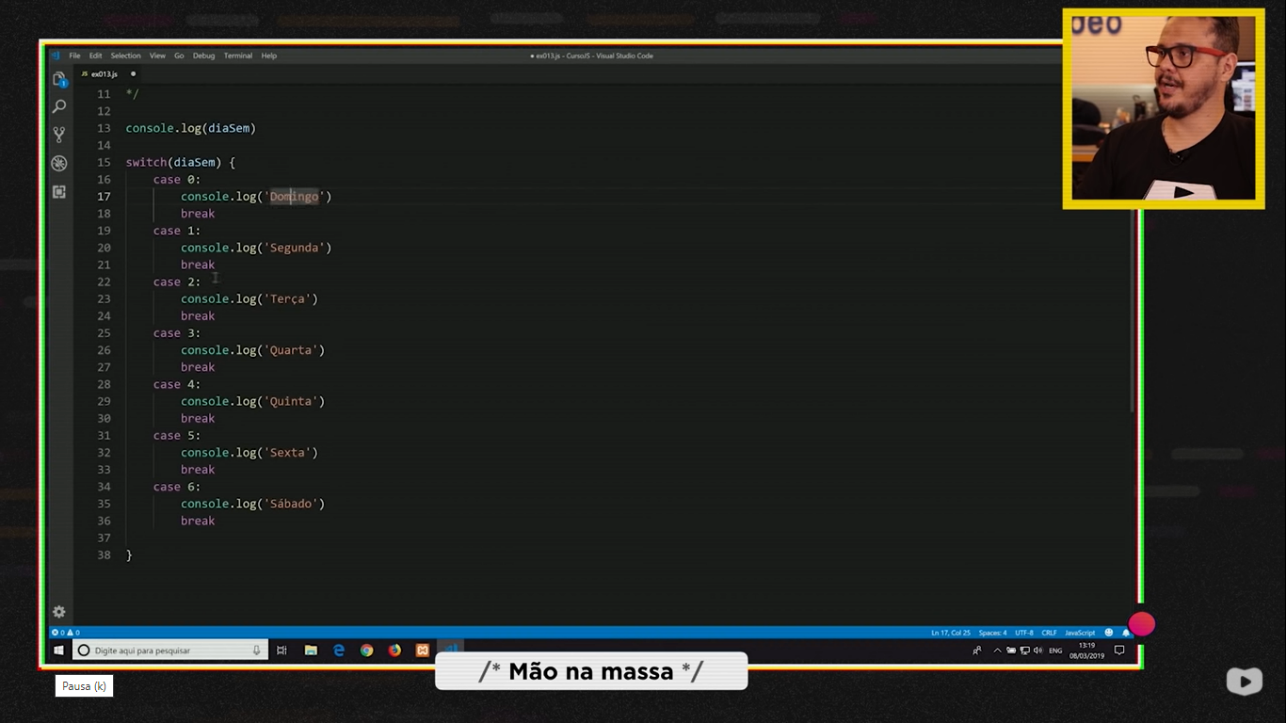 deo
File Edit Selection View Go Debug Terminal Help
● ex013.js - CursoJS - Visual Studio Code
JS ex013.js ●
11 */
12
13 console.log(diaSem)
14
15 switch(diaSem) {
16 case 0:
17 console.log('Domingo')
18 break
19 case 1:
20 console.log('Segunda')
21 break
22 case 2:
23 console.log('Terça')
24 break
25 case 3:
26 console.log('Quarta')
27 break
28 case 4:
29 console.log('Quinta')
30 break
31 case 5:
32 console.log('Sexta')
33 break
34 case 6:
35 console.log('Sábado')
36 break
37
38 }
0 0 Ln 17, Col 25 Spaces: 4 UTF-8 CRLF JavaScript
Digite aqui para pesquisar
ENG
13:19
08/03/2019
/* Mão na massa */
Pausa (k)